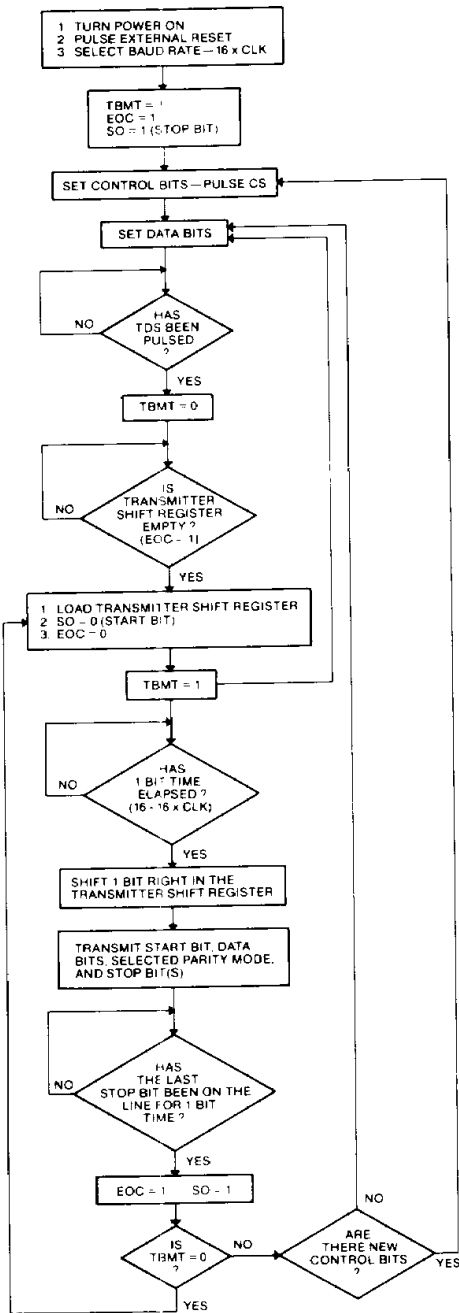 1 TURN POWER ON
2 PULSE EXTERNAL RESET
3 SELECT BAUD RATE – 16 x CLK
TBMT = 1
EOC = 1
SO = 1 (STOP BIT)
SET CONTROL BITS – PULSE CS
SET DATA BITS
HAS
TDS BEEN
PULSED
?
NO
YES
TBMT = 0
IS
TRANSMITTER
SHIFT REGISTER
EMPTY ?
(EOC - 1)
NO
YES
1 LOAD TRANSMITTER SHIFT REGISTER
2 SO - 0 (START BIT)
3. EOC = 0
TBMT = 1
HAS
1 BIT TIME
ELAPSED ?
(16 - 16 x CLK)
NO
YES
SHIFT 1 BIT RIGHT IN THE
TRANSMITTER SHIFT REGISTER
TRANSMIT START BIT, DATA
BITS, SELECTED PARITY MODE,
AND STOP BIT(S)
HAS
THE LAST
STOP BIT BEEN ON THE
LINE FOR 1 BIT
TIME ?
NO
YES
EOC = 1 SO - 1
IS
TBMT = 0
?
NO
YES
ARE
THERE NEW
CONTROL BITS
?
NO
YES